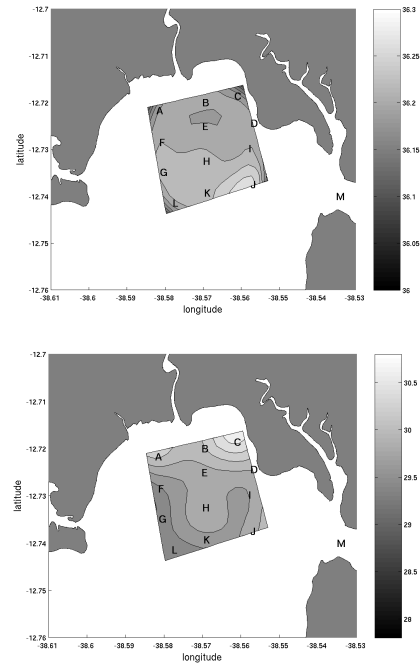 -12.7
-12.71
-12.72
-12.73
-12.74
-12.75
-12.76
latitude
A
B
C
D
E
F
G
H
I
J
K
L
M
-38.61
-38.6
-38.59
-38.58
-38.57
-38.56
-38.55
-38.54
-38.53
longitude
36.3
36.25
36.2
36.15
36.1
36.05
36
-12.7
-12.71
-12.72
-12.73
-12.74
-12.75
-12.76
latitude
A
B
C
D
E
F
G
H
I
J
K
L
M
-38.61
-38.6
-38.59
-38.58
-38.57
-38.56
-38.55
-38.54
-38.53
longitude
30.5
30
29.5
29
28.5
28